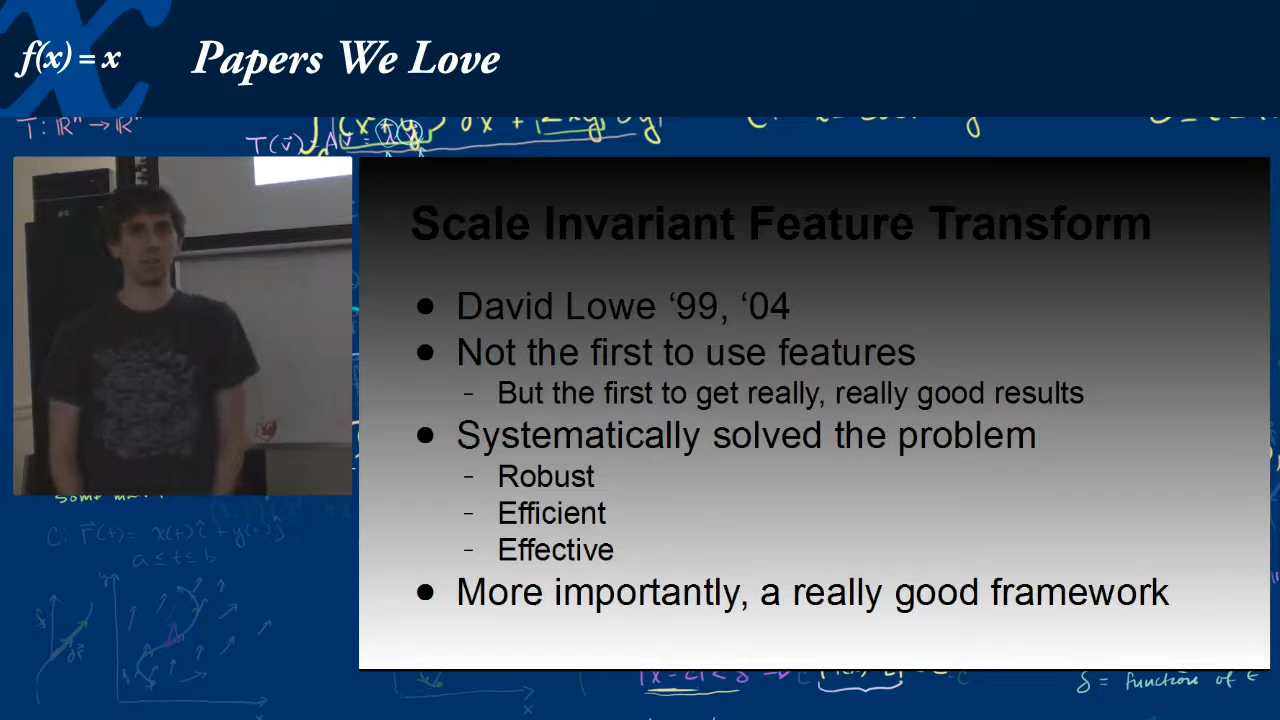 f(x) = x
Papers We Love
T: ℝⁿ → ℝⁿ
T(v⃗) = A
Scale Invariant Feature Transform
● David Lowe ‘99, ‘04
● Not the first to use features
- But the first to get really, really good results
● Systematically solved the problem
- Robust
- Efficient
- Effective
● More importantly, a really good framework
C: r⃗(t) = x(t)î + y(t)ĵ
a ≤ t ≤ b
δ = function of ε